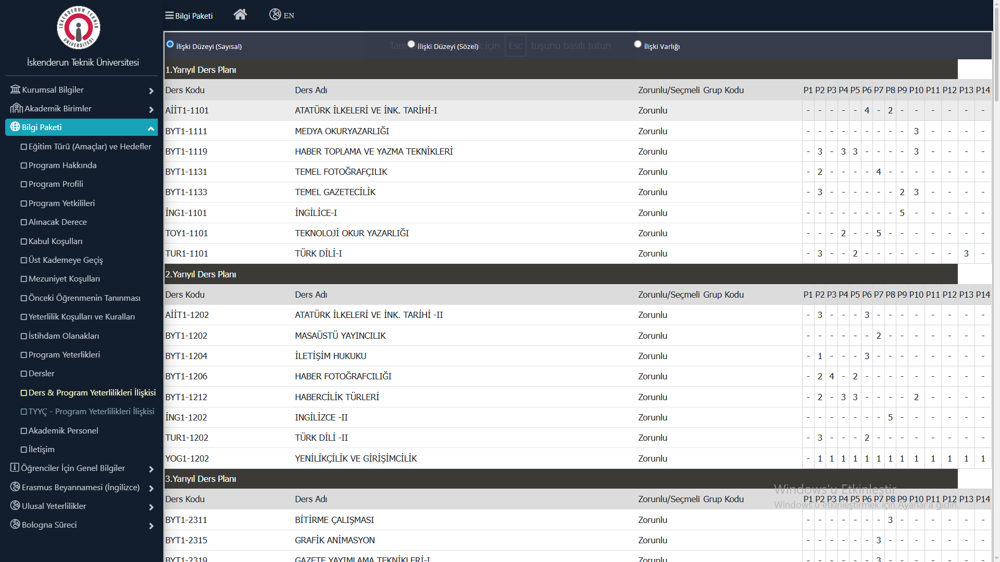 İSKENDERUN TEKNİK ÜNİVERSİTESİ
İskenderun Teknik Üniversitesi
Kurumsal Bilgiler
Akademik Birimler
Bilgi Paketi
Eğitim Türü (Amaçlar) ve Hedefler
Program Hakkında
Program Profili
Program Yetkilileri
Alınacak Derece
Kabul Koşulları
Üst Kademeye Geçiş
Mezuniyet Koşulları
Önceki Öğrenmenin Tanınması
Yeterlilik Koşulları ve Kuralları
İstihdam Olanakları
Program Yeterlikleri
Dersler
Ders & Program Yeterlilikleri İlişkisi
TYYÇ - Program Yeterlilikleri İlişkisi
Akademik Personel
İletişim
Öğrenciler İçin Genel Bilgiler
Erasmus Beyannamesi (İngilizce)
Ulusal Yeterlilikler
Bologna Süreci
Bilgi Paketi EN
İlişki Düzeyi (Sayısal) İlişki Düzeyi (Sözel) İlişki Varlığı
için Esc tuşunu basılı tutun
1.Yarıyıl Ders Planı
Ders Kodu Ders Adı Zorunlu/Seçmeli Grup Kodu P1 P2 P3 P4 P5 P6 P7 P8 P9 P10 P11 P12 P13 P14
AİİT1-1101 ATATÜRK İLKELERİ VE İNK. TARİHİ-I Zorunlu - - - - - 4 - 2 - - - - - -
BYT1-1111 MEDYA OKURYAZARLIĞI Zorunlu - - - - - - - - - 3 - - - -
BYT1-1119 HABER TOPLAMA VE YAZMA TEKNİKLERİ Zorunlu - 3 - 3 3 - - - - 3 - - - -
BYT1-1131 TEMEL FOTOĞRAFÇILIK Zorunlu - 2 - - - - 4 - - - - - - -
BYT1-1133 TEMEL GAZETECİLİK Zorunlu - 3 - - - - - - 2 3 - - - -
İNG1-1101 İNGİLİCE-I Zorunlu - - - - - - - - 5 - - - - -
TOY1-1101 TEKNOLOJİ OKUR YAZARLIĞI Zorunlu - - - 2 - - 5 - - - - - - -
TUR1-1101 TÜRK DİLİ-I Zorunlu - 3 - - 2 - - - - - - - 3 -
2.Yarıyıl Ders Planı
Ders Kodu Ders Adı Zorunlu/Seçmeli Grup Kodu P1 P2 P3 P4 P5 P6 P7 P8 P9 P10 P11 P12 P13 P14
AİİT1-1202 ATATÜRK İLKELERİ VE İNK. TARİHİ -II Zorunlu - 3 - - - 3 - - - - - - - -
BYT1-1202 MASAÜSTÜ YAYINCILIK Zorunlu - - - - - - 2 - - - - - - -
BYT1-1204 İLETİŞİM HUKUKU Zorunlu - 1 - - - 3 - - - - - - - -
BYT1-1206 HABER FOTOĞRAFCILIĞI Zorunlu - 2 4 - 2 - - - - - - - - -
BYT1-1212 HABERCİLİK TÜRLERİ Zorunlu - 2 - 3 3 - - - - 2 - - - -
İNG1-1202 INGİLİZCE -II Zorunlu - - - - - - - 5 - - - - - -
TUR1-1202 TÜRK DİLİ -II Zorunlu - 3 - - - 2 - - - - - - - -
YOG1-1202 YENİLİKÇİLİK VE GİRİŞİMCİLİK Zorunlu - 1 1 1 1 1 1 1 1 1 1 1 1 1
3.Yarıyıl Ders Planı
Windows'u Etkinleştir
Ders Kodu Ders Adı Zorunlu/Seçmeli Grup Kodu P1 P2 P3 P4 P5 P6 P7 P8 P9 P10 P11 P12 P13 P14
Windows'u etkinleştirmek için Ayarlar'a gidin.
BYT1-2311 BİTİRME ÇALIŞMASI Zorunlu - - - - - - - 3 - - - - - -
BYT1-2315 GRAFİK ANİMASYON Zorunlu - - - - - - 3 - - - - - - -
BYT1-2319 GAZETE YAYIMLAMA TEKNİKLERİ-I Zorunlu - - - - - - 3 - - - - - - -